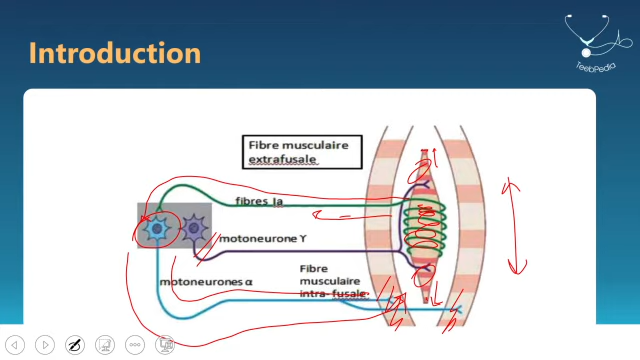 Introduction
TeebPedia
Fibre musculaire
extrafusale
fibres Ia
motoneurone γ
motoneurones α
Fibre
musculaire
intra- fusale